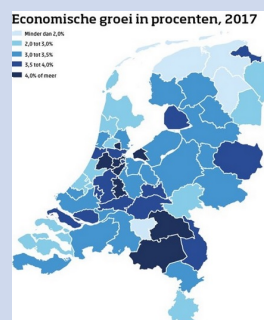 Economische groei in procenten, 2017
Minder dan 2,0%
2,0 tot 3,0%
3,0 tot 3,5%
3,5 tot 4,0%
4,0% of meer